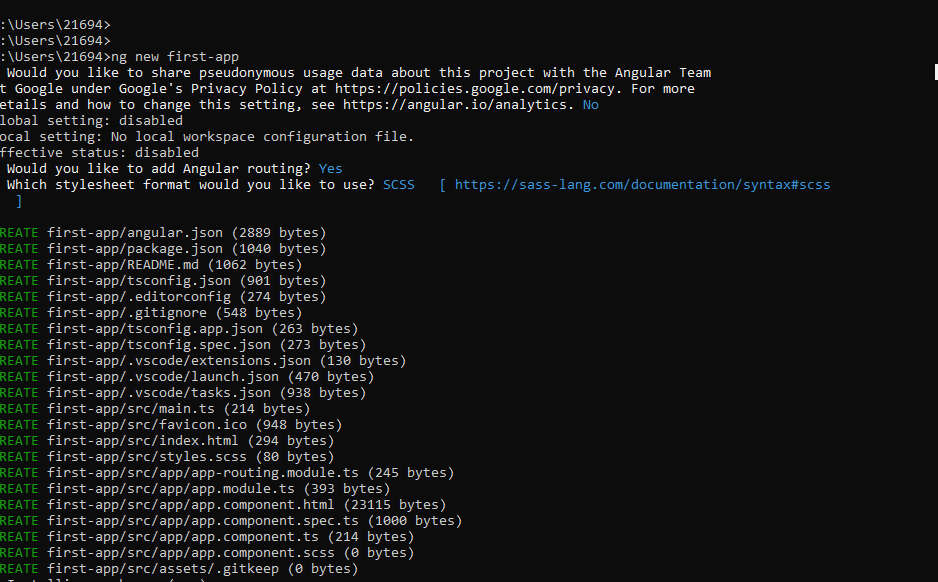 :\Users\21694>
:\Users\21694>
:\Users\21694>ng new first-app
Would you like to share pseudonymous usage data about this project with the Angular Team
t Google under Google's Privacy Policy at https://policies.google.com/privacy. For more
etails and how to change this setting, see https://angular.io/analytics. No
lobal setting: disabled
ocal setting: No local workspace configuration file.
ffective status: disabled
Would you like to add Angular routing? Yes
Which stylesheet format would you like to use? SCSS   [ https://sass-lang.com/documentation/syntax#scss
]
REATE first-app/angular.json (2889 bytes)
REATE first-app/package.json (1040 bytes)
REATE first-app/README.md (1062 bytes)
REATE first-app/tsconfig.json (901 bytes)
REATE first-app/.editorconfig (274 bytes)
REATE first-app/.gitignore (548 bytes)
REATE first-app/tsconfig.app.json (263 bytes)
REATE first-app/tsconfig.spec.json (273 bytes)
REATE first-app/.vscode/extensions.json (130 bytes)
REATE first-app/.vscode/launch.json (470 bytes)
REATE first-app/.vscode/tasks.json (938 bytes)
REATE first-app/src/main.ts (214 bytes)
REATE first-app/src/favicon.ico (948 bytes)
REATE first-app/src/index.html (294 bytes)
REATE first-app/src/styles.scss (80 bytes)
REATE first-app/src/app/app-routing.module.ts (245 bytes)
REATE first-app/src/app/app.module.ts (393 bytes)
REATE first-app/src/app/app.component.html (23115 bytes)
REATE first-app/src/app/app.component.spec.ts (1000 bytes)
REATE first-app/src/app/app.component.ts (214 bytes)
REATE first-app/src/app/app.component.scss (0 bytes)
REATE first-app/src/assets/.gitkeep (0 bytes)